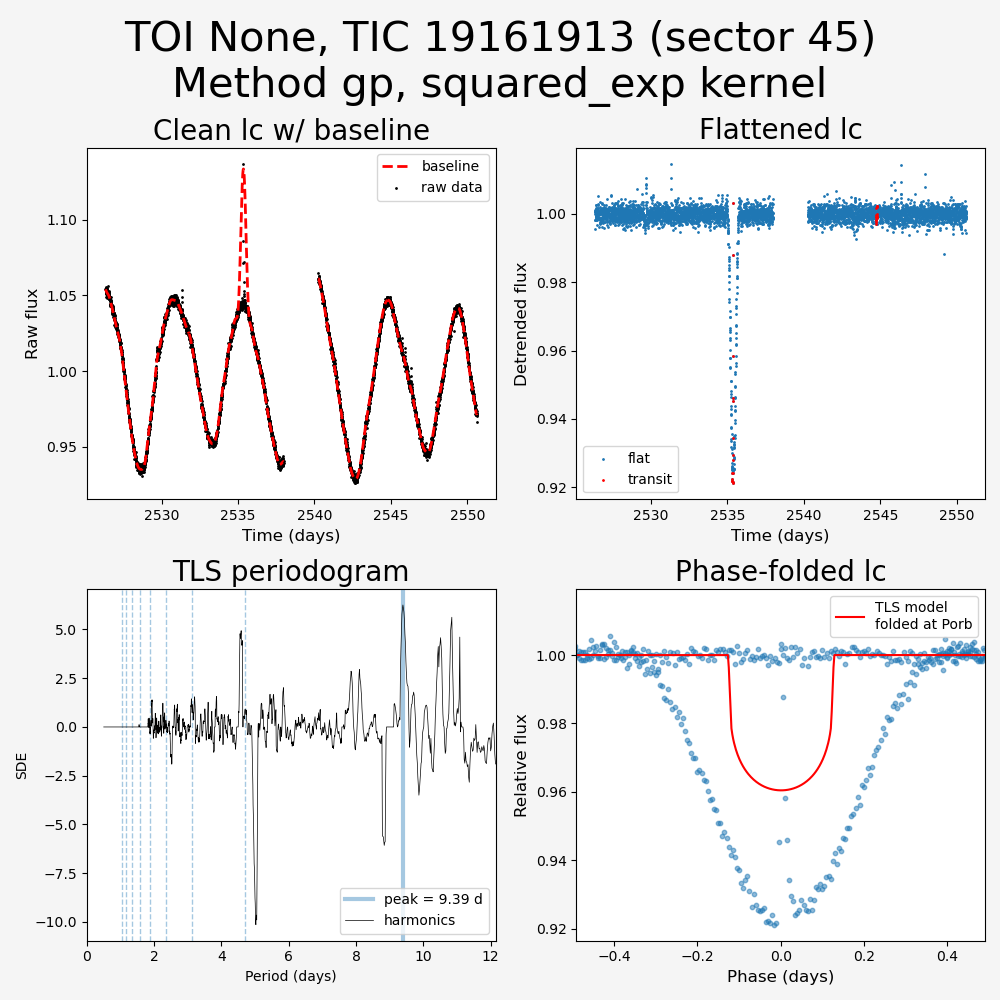 TOI None, TIC 19161913 (sector 45)
Method gp, squared_exp kernel
Clean lc w/ baseline
baseline
raw data
1.10
1.05
1.00
0.95
Raw flux
2530
2535
2540
2545
2550
Time (days)
Flattened lc
1.00
0.98
0.96
0.94
0.92
Detrended flux
flat
transit
2530
2535
2540
2545
2550
Time (days)
TLS periodogram
5.0
2.5
0.0
−2.5
−5.0
−7.5
−10.0
SDE
peak = 9.39 d
harmonics
0
2
4
6
8
10
12
Period (days)
Phase-folded lc
TLS model
folded at Porb
1.00
0.98
0.96
0.94
0.92
Relative flux
−0.4
−0.2
0.0
0.2
0.4
Phase (days)